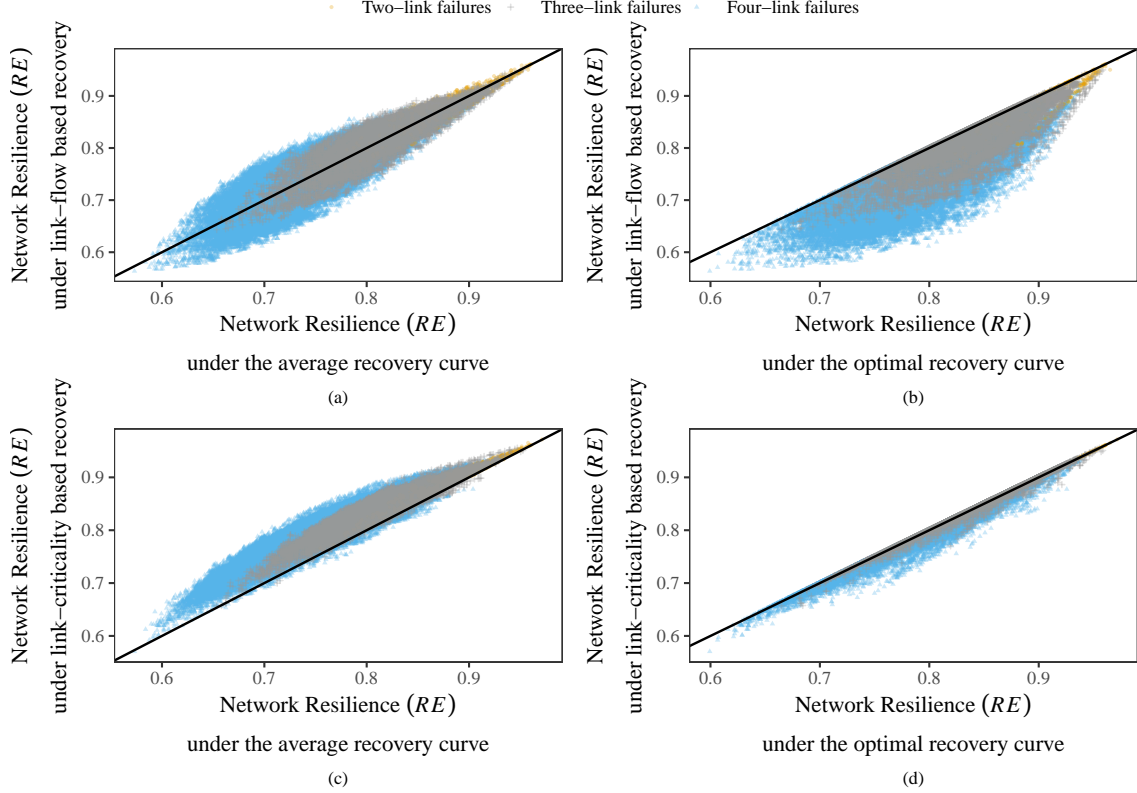 Two−link failures Three−link failures Four−link failures
Network Resilience (RE)
under link−flow based recovery
0.9
0.8
0.7
0.6
0.6 0.7 0.8 0.9
Network Resilience (RE)
under the average recovery curve
(a)
Network Resilience (RE)
under link−flow based recovery
0.9
0.8
0.7
0.6
0.6 0.7 0.8 0.9
Network Resilience (RE)
under the optimal recovery curve
(b)
Network Resilience (RE)
under link−criticality based recovery
0.9
0.8
0.7
0.6
0.6 0.7 0.8 0.9
Network Resilience (RE)
under the average recovery curve
(c)
Network Resilience (RE)
under link−criticality based recovery
0.9
0.8
0.7
0.6
0.6 0.7 0.8 0.9
Network Resilience (RE)
under the optimal recovery curve
(d)